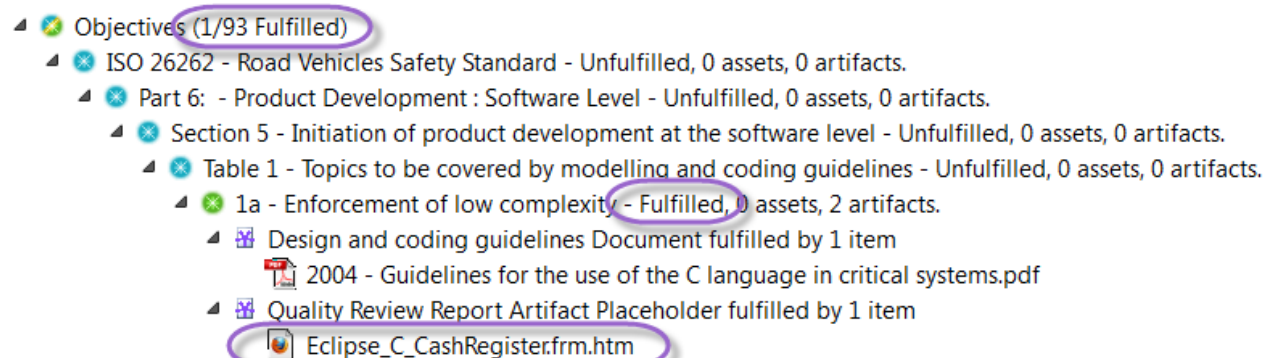 Objectives (1/93 Fulfilled)
ISO 26262 - Road Vehicles Safety Standard - Unfulfilled, 0 assets, 0 artifacts.
Part 6:  - Product Development : Software Level - Unfulfilled, 0 assets, 0 artifacts.
Section 5 - Initiation of product development at the software level - Unfulfilled, 0 assets, 0 artifacts.
Table 1 - Topics to be covered by modelling and coding guidelines - Unfulfilled, 0 assets, 0 artifacts.
1a - Enforcement of low complexity - Fulfilled, 0 assets, 2 artifacts.
Design and coding guidelines Document fulfilled by 1 item
2004 - Guidelines for the use of the C language in critical systems.pdf
Quality Review Report Artifact Placeholder fulfilled by 1 item
Eclipse_C_CashRegister.frm.htm